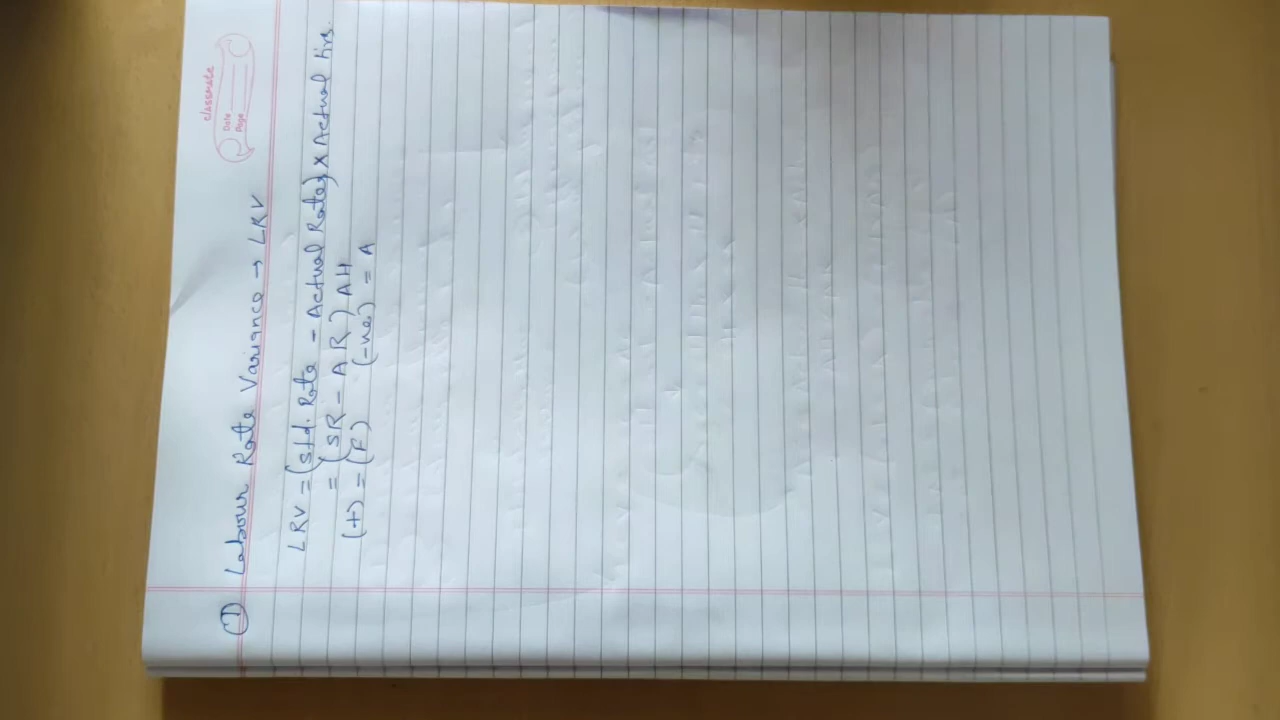 classmate
Date
Page
① Labour Rate Variance → LRV
LRV = (Std. Rate - Actual Rate) × Actual Hrs.
= (SR - AR) AH
(+) = (F) (-ve) = A